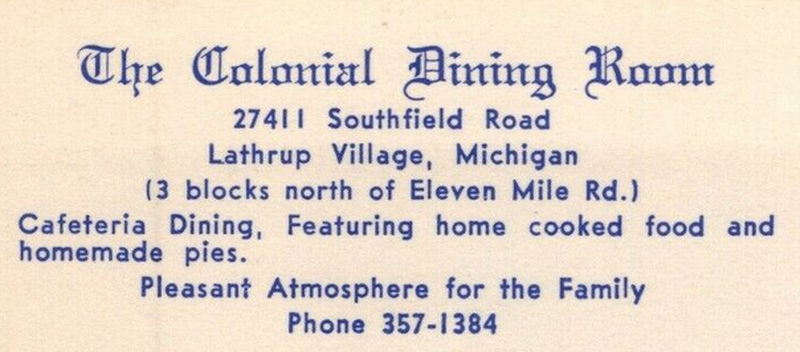 The Colonial Dining Room
27411 Southfield Road
Lathrup Village, Michigan
(3 blocks north of Eleven Mile Rd.)
Cafeteria Dining, Featuring home cooked food and
homemade pies.
Pleasant Atmosphere for the Family
Phone 357-1384